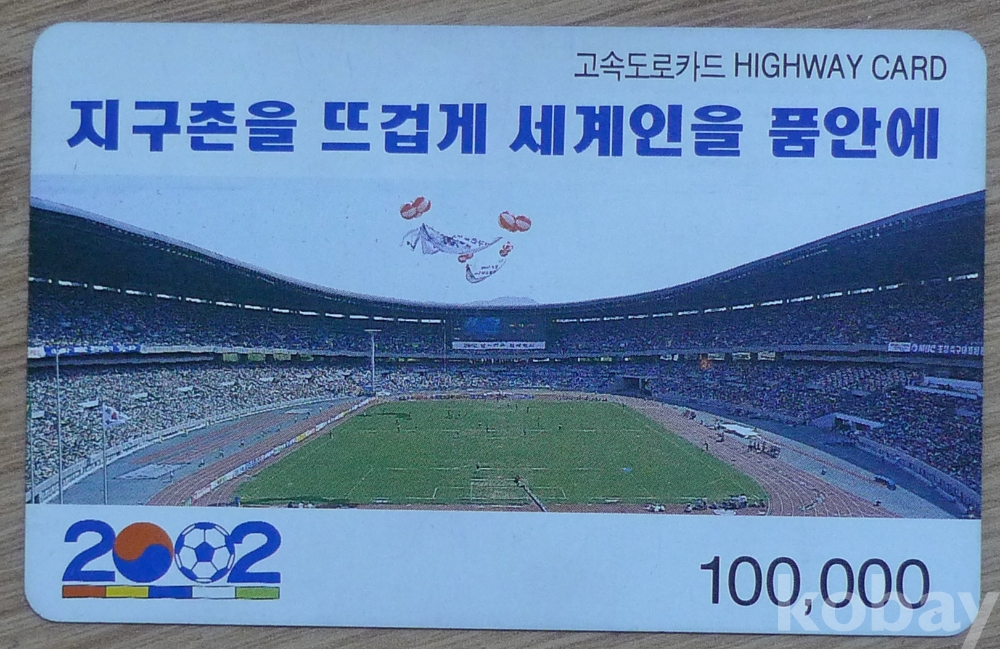 고속도로카드 HIGHWAY CARD
지구촌을 뜨겁게 세계인을 품안에
2002
100,000
kobay